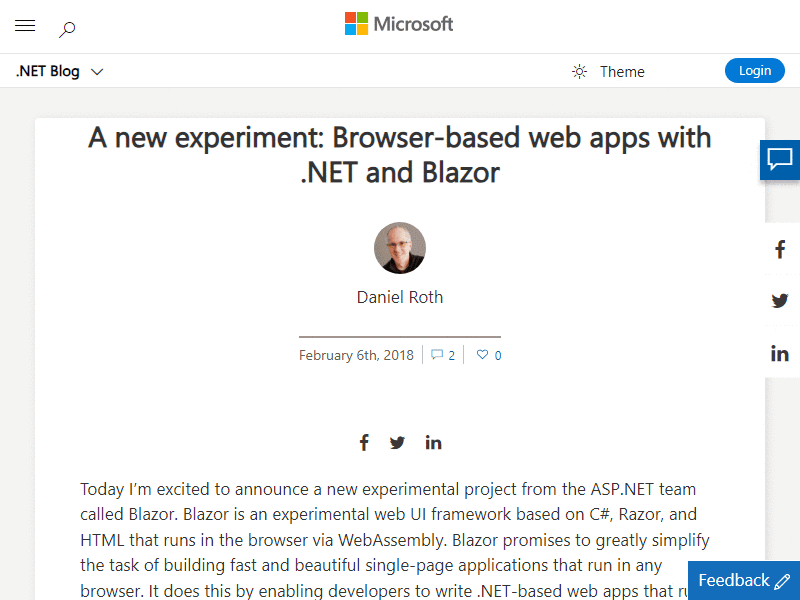 Microsoft
.NET Blog
Theme
Login
A new experiment: Browser-based web apps with
.NET and Blazor
Daniel Roth
February 6th, 2018
2
0
Today I’m excited to announce a new experimental project from the ASP.NET team
called Blazor. Blazor is an experimental web UI framework based on C#, Razor, and
HTML that runs in the browser via WebAssembly. Blazor promises to greatly simplify
the task of building fast and beautiful single-page applications that run in any
browser. It does this by enabling developers to write .NET-based web apps that
Feedback